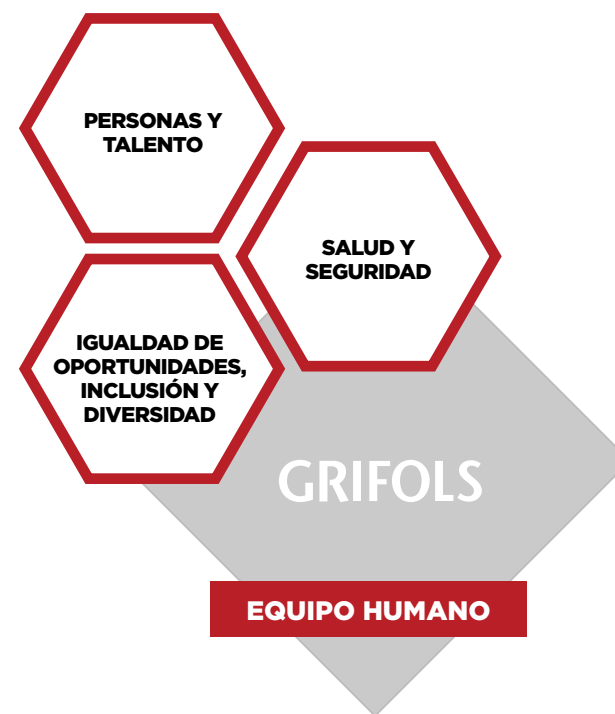 PERSONAS Y
TALENTO
SALUD Y
SEGURIDAD
IGUALDAD DE
OPORTUNIDADES,
INCLUSIÓN Y
DIVERSIDAD
GRIFOLS
EQUIPO HUMANO